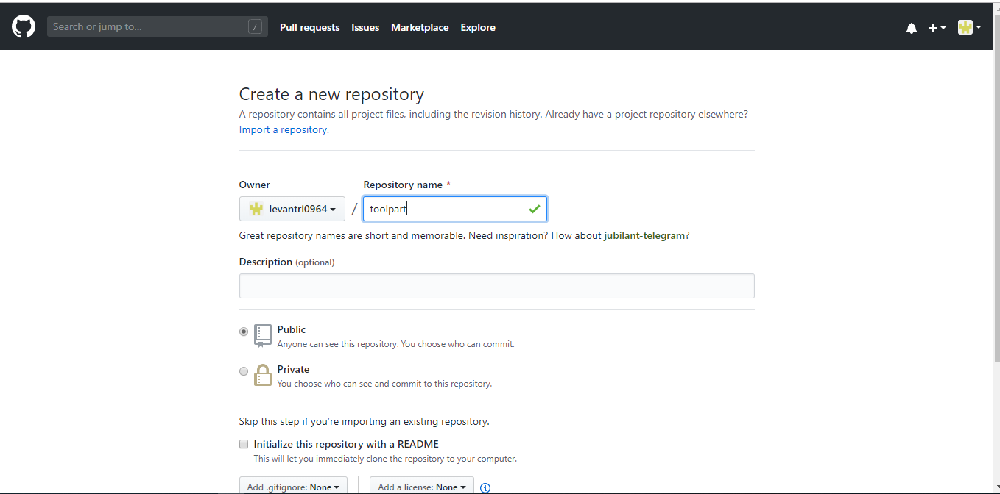 Search or jump to... /
Pull requests Issues Marketplace Explore
Create a new repository
A repository contains all project files, including the revision history. Already have a project repository elsewhere?
Import a repository.
Owner
Repository name *
levantri0964 / toolpart
Great repository names are short and memorable. Need inspiration? How about jubilant-telegram?
Description (optional)
Public
Anyone can see this repository. You choose who can commit.
Private
You choose who can see and commit to this repository.
Skip this step if you’re importing an existing repository.
Initialize this repository with a README
This will let you immediately clone the repository to your computer.
Add .gitignore: None
Add a license: None